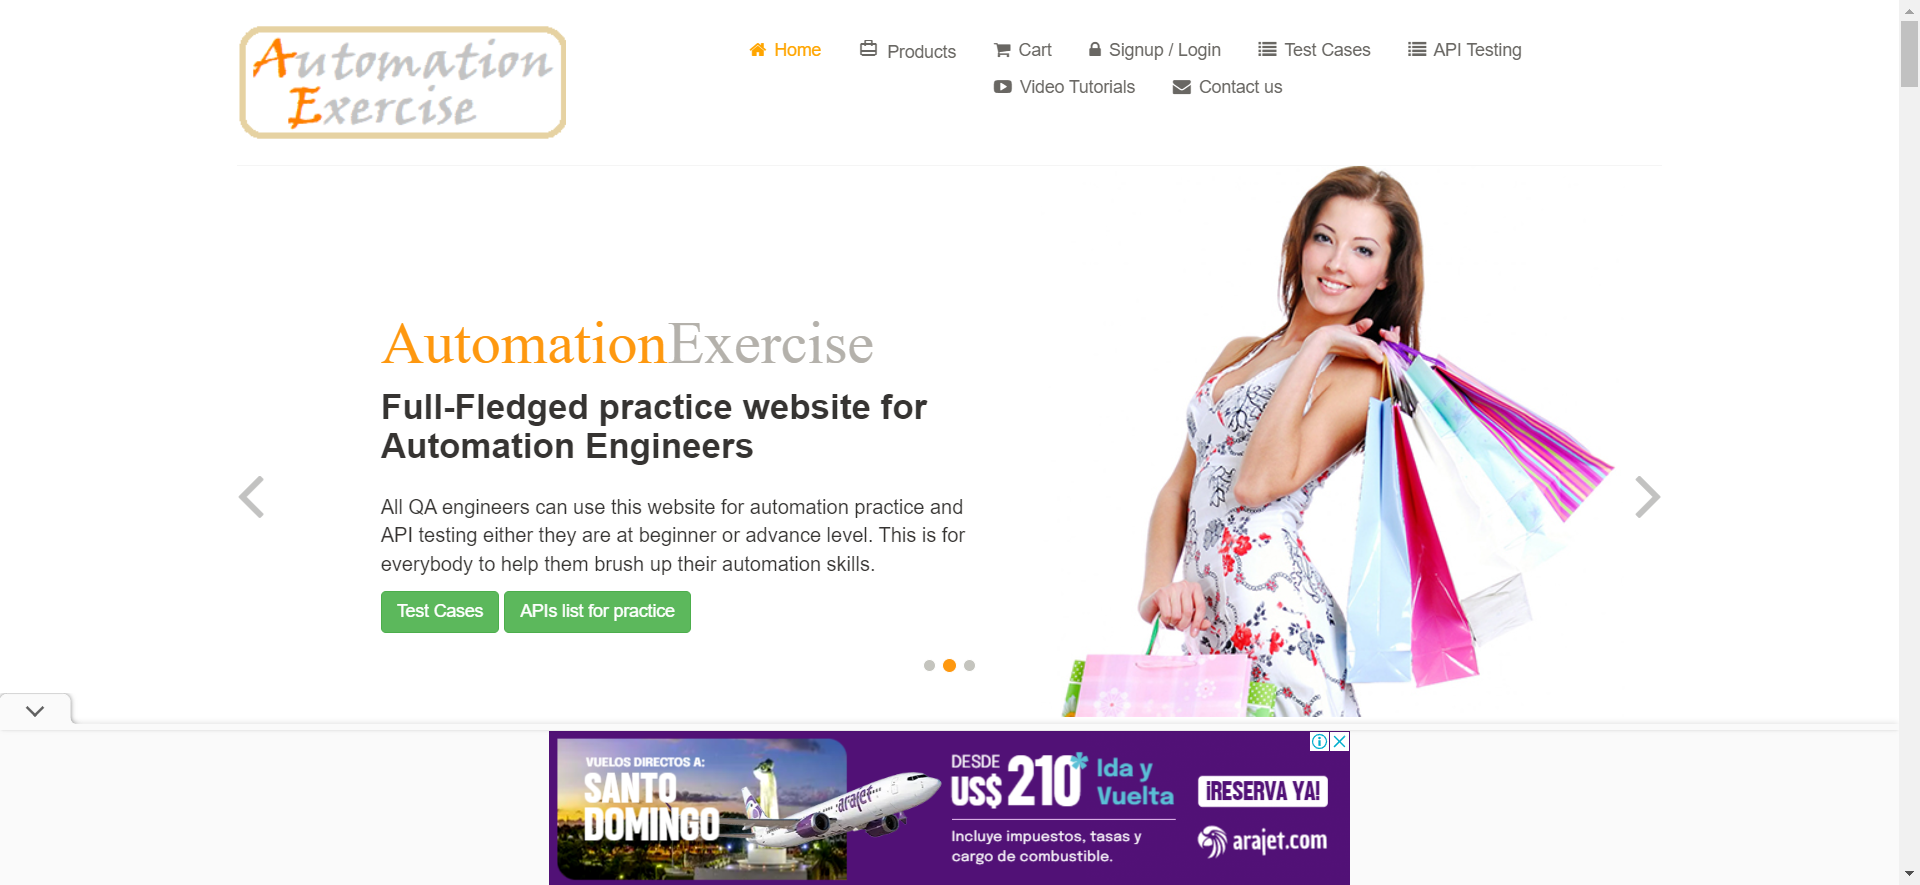 Automation
Exercise
Home
Products
Cart
Signup / Login
Test Cases
API Testing
Video Tutorials
Contact us
AutomationExercise
Full-Fledged practice website for
Automation Engineers
All QA engineers can use this website for automation practice and
API testing either they are at beginner or advance level. This is for
everybody to help them brush up their automation skills.
Test Cases
APIs list for practice
VUELOS DIRECTOS A:
SANTO
DOMINGO
arajet
DESDE
US$ 210*
Ida y
Vuelta
Incluye impuestos, tasas y
cargo de combustible.
¡RESERVA YA!
arajet.com